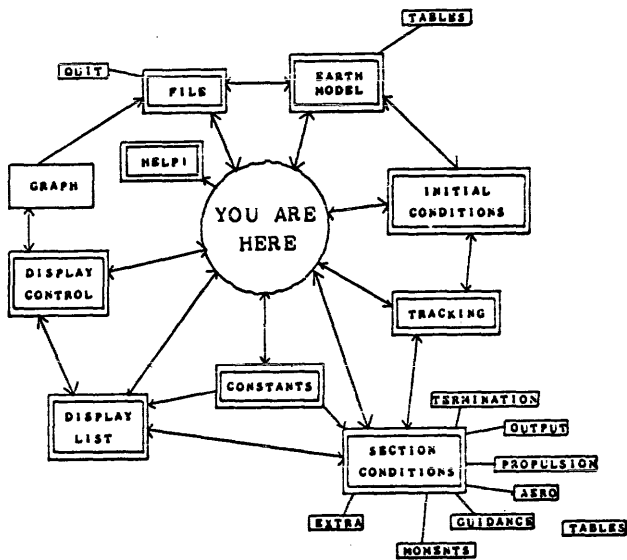 TABLES
QUIT
FILE
EARTH
MODEL
HELP!
GRAPH
YOU ARE
HERE
INITIAL
CONDITIONS
DISPLAY
CONTROL
TRACKING
CONSTANTS
DISPLAY
LIST
TERMINATION
OUTPUT
SECTION
CONDITIONS
PROPULSION
AERO
EXTRA
GUIDANCE
TABLES
MOMENTS